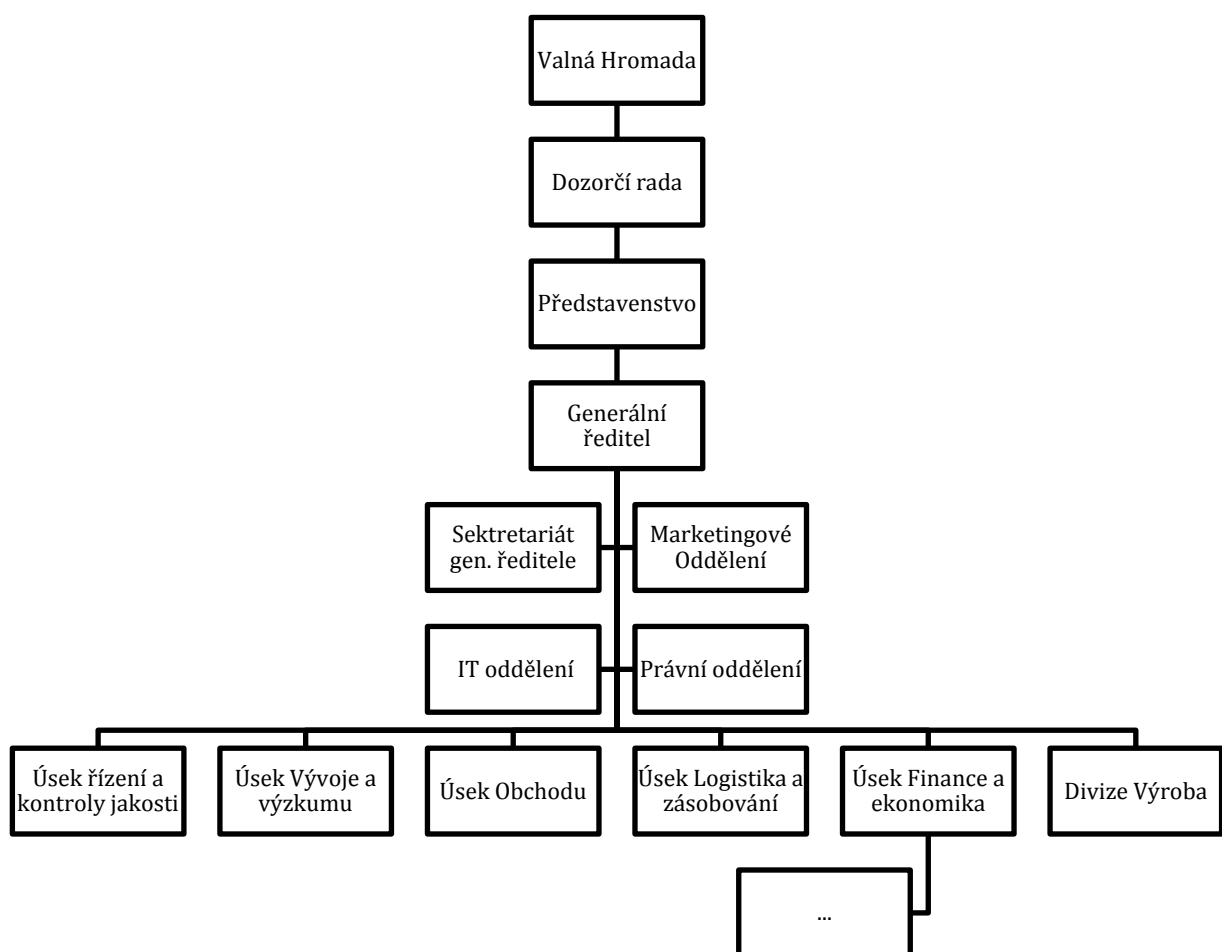 Valná Hromada
Dozorčí rada
Představenstvo
Generální
ředitel
Sektretariát
gen. ředitele
Marketingové
Oddělení
IT oddělení
Právní oddělení
Úsek řízení a
kontroly jakosti
Úsek Vývoje a
výzkumu
Úsek Obchodu
Úsek Logistika a
zásobování
Úsek Finance a
ekonomika
Divize Výroba
...